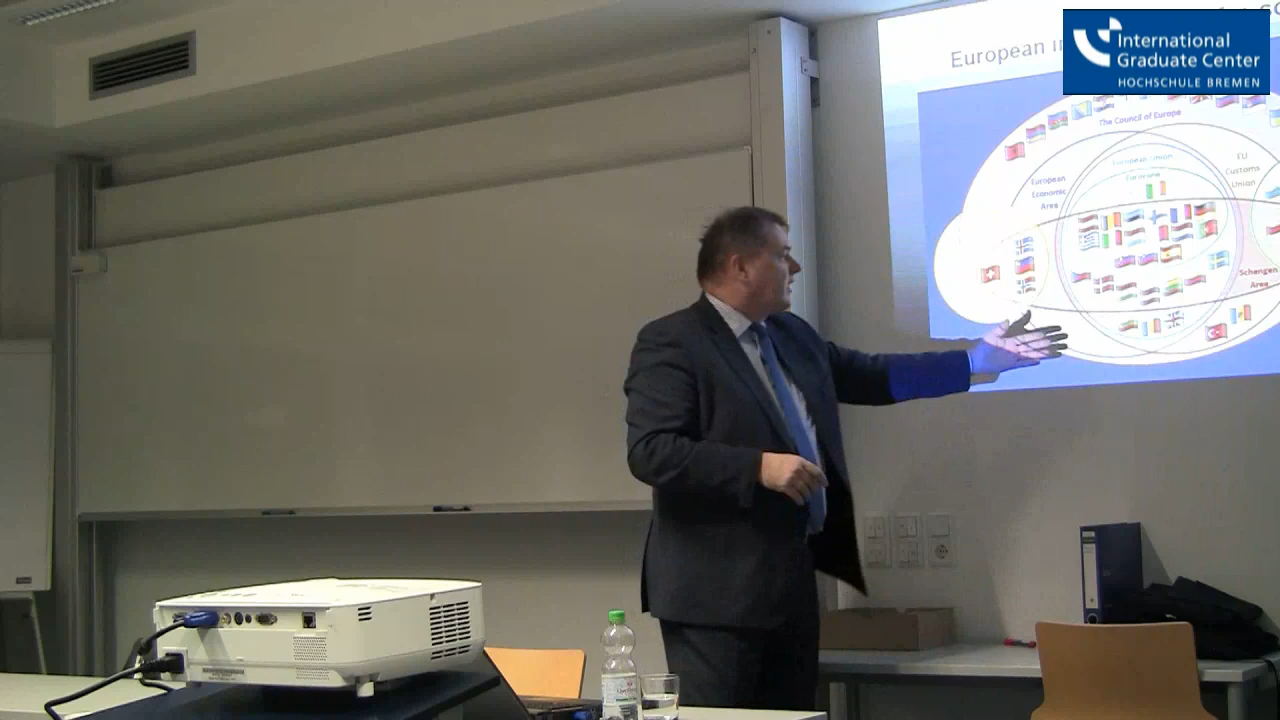 European
International
Graduate Center
HOCHSCHULE BREMEN
The Council of Europe
European Union
Eurozone
European
Economic
Area
EU
Customs
Union
Schengen
Area